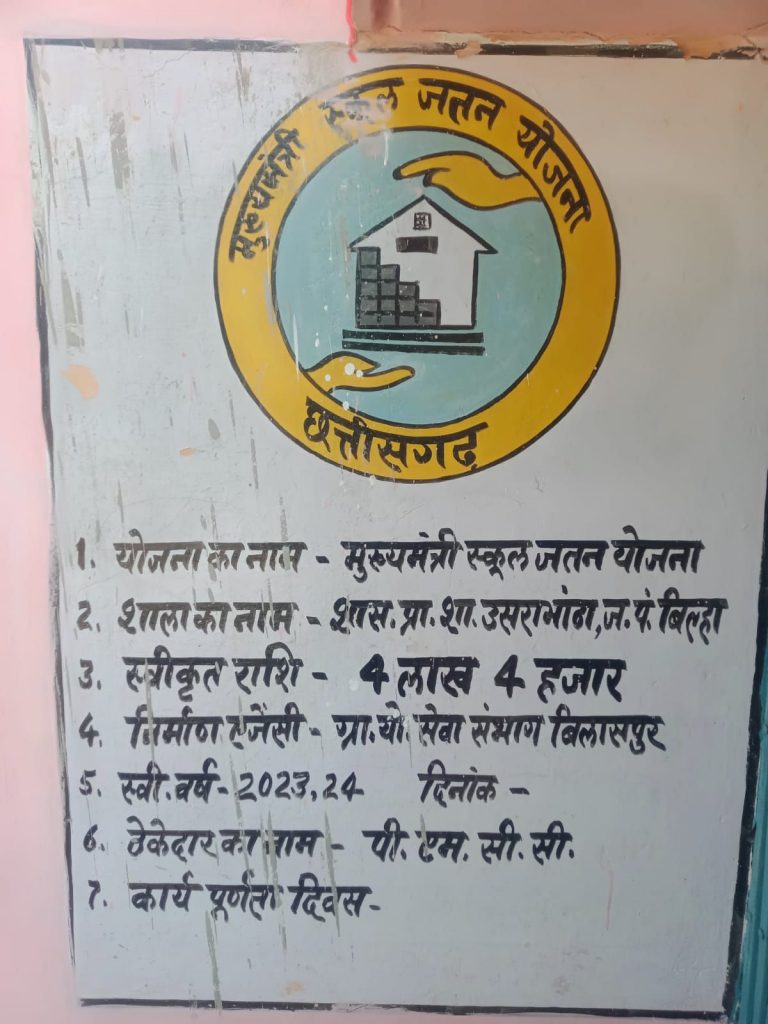 मुख्यमंत्री स्कूल जतन योजना
छत्तीसगढ़
1. योजना का नाम - मुख्यमंत्री स्कूल जतन योजना
2. शाला का नाम - शास. प्रा. शा. उसराभांठा, ज. पं. बिल्हा
3. स्वीकृत राशि - 4 लाख 4 हजार
4. निर्माण एजेंसी - ग्रा. यां. सेवा संभाग बिलासपुर
5. स्वी. वर्ष - 2023,24 दिनांक -
6. ठेकेदार का नाम - पी. एम. सी. सी.
7. कार्य पूर्णता दिवस -